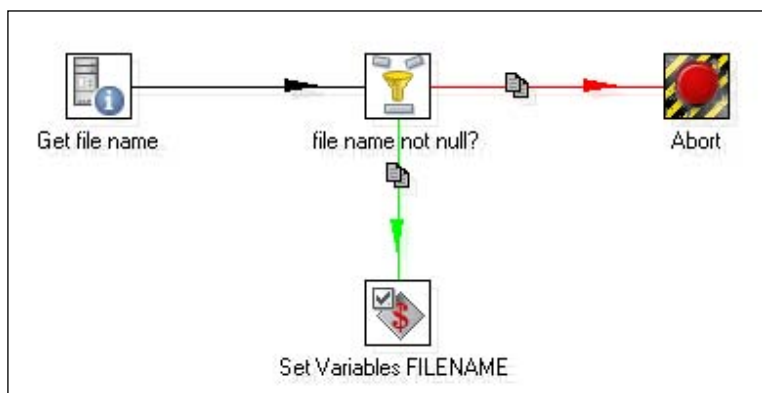 Get file name
file name not null?
Abort
Set Variables FILENAME